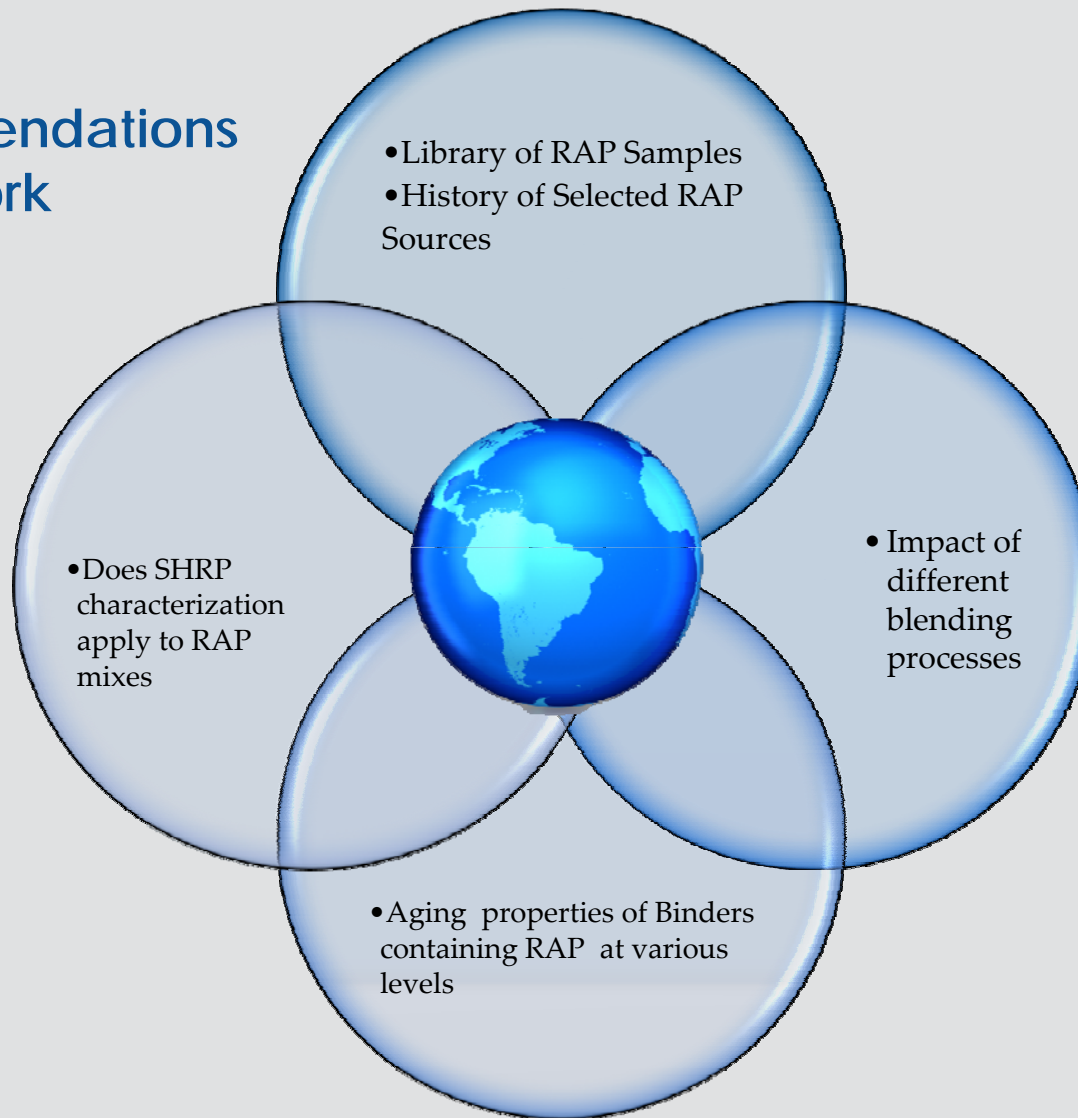 endations
ork
•Library of RAP Samples
•History of Selected RAP
Sources
•Does SHRP
characterization
apply to RAP
mixes
• Impact of
different
blending
processes
•Aging properties of Binders
containing RAP at various
levels